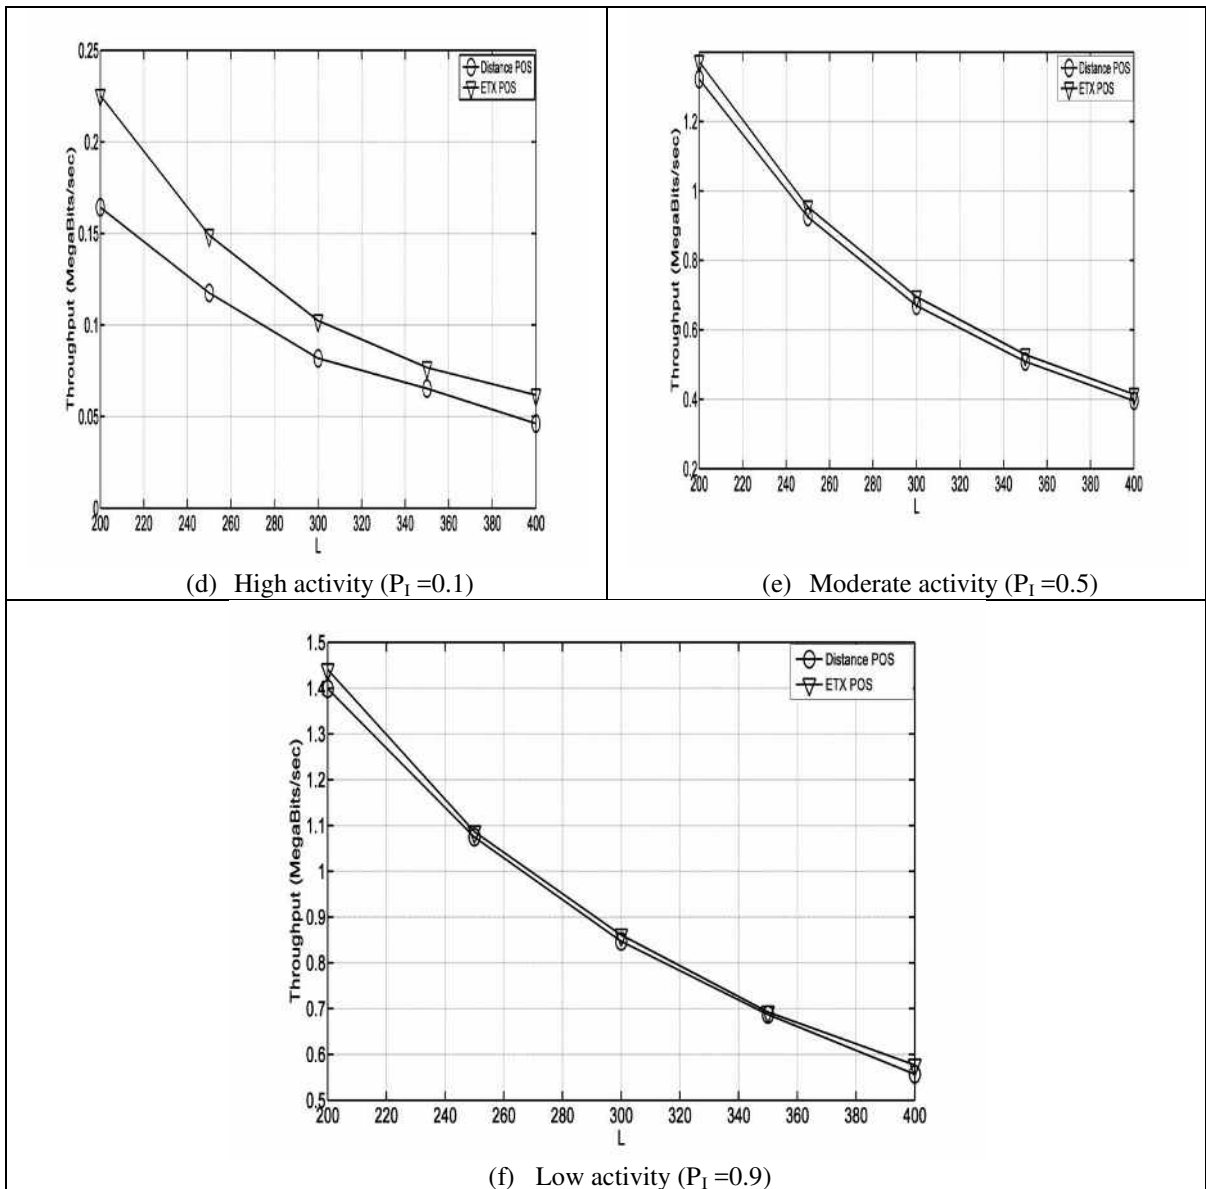 0.25
0.2
0.15
0.1
0.05
0
Throughput (MegaBits/sec)
Distance POS
ETX POS
200 220 240 260 280 300 320 340 360 380 400
L
(d) High activity (P_I =0.1)
1.2
1
0.8
0.6
0.4
0.2
Throughput (MegaBits/sec)
Distance POS
ETX POS
200 220 240 260 280 300 320 340 360 380 400
L
(e) Moderate activity (P_I =0.5)
1.5
1.4
1.3
1.2
1.1
1
0.9
0.8
0.7
0.6
0.5
Throughput (MegaBits/sec)
Distance POS
ETX POS
200 220 240 260 280 300 320 340 360 380 400
L
(f) Low activity (P_I =0.9)